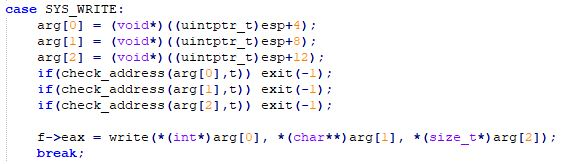 case SYS_WRITE:
arg[0] = (void*)((uintptr_t)esp+4);
arg[1] = (void*)((uintptr_t)esp+8);
arg[2] = (void*)((uintptr_t)esp+12);
if(check_address(arg[0],t)) exit(-1);
if(check_address(arg[1],t)) exit(-1);
if(check_address(arg[2],t)) exit(-1);
f->eax = write(*(int*)arg[0], *(char**)arg[1], *(size_t*)arg[2]);
break;